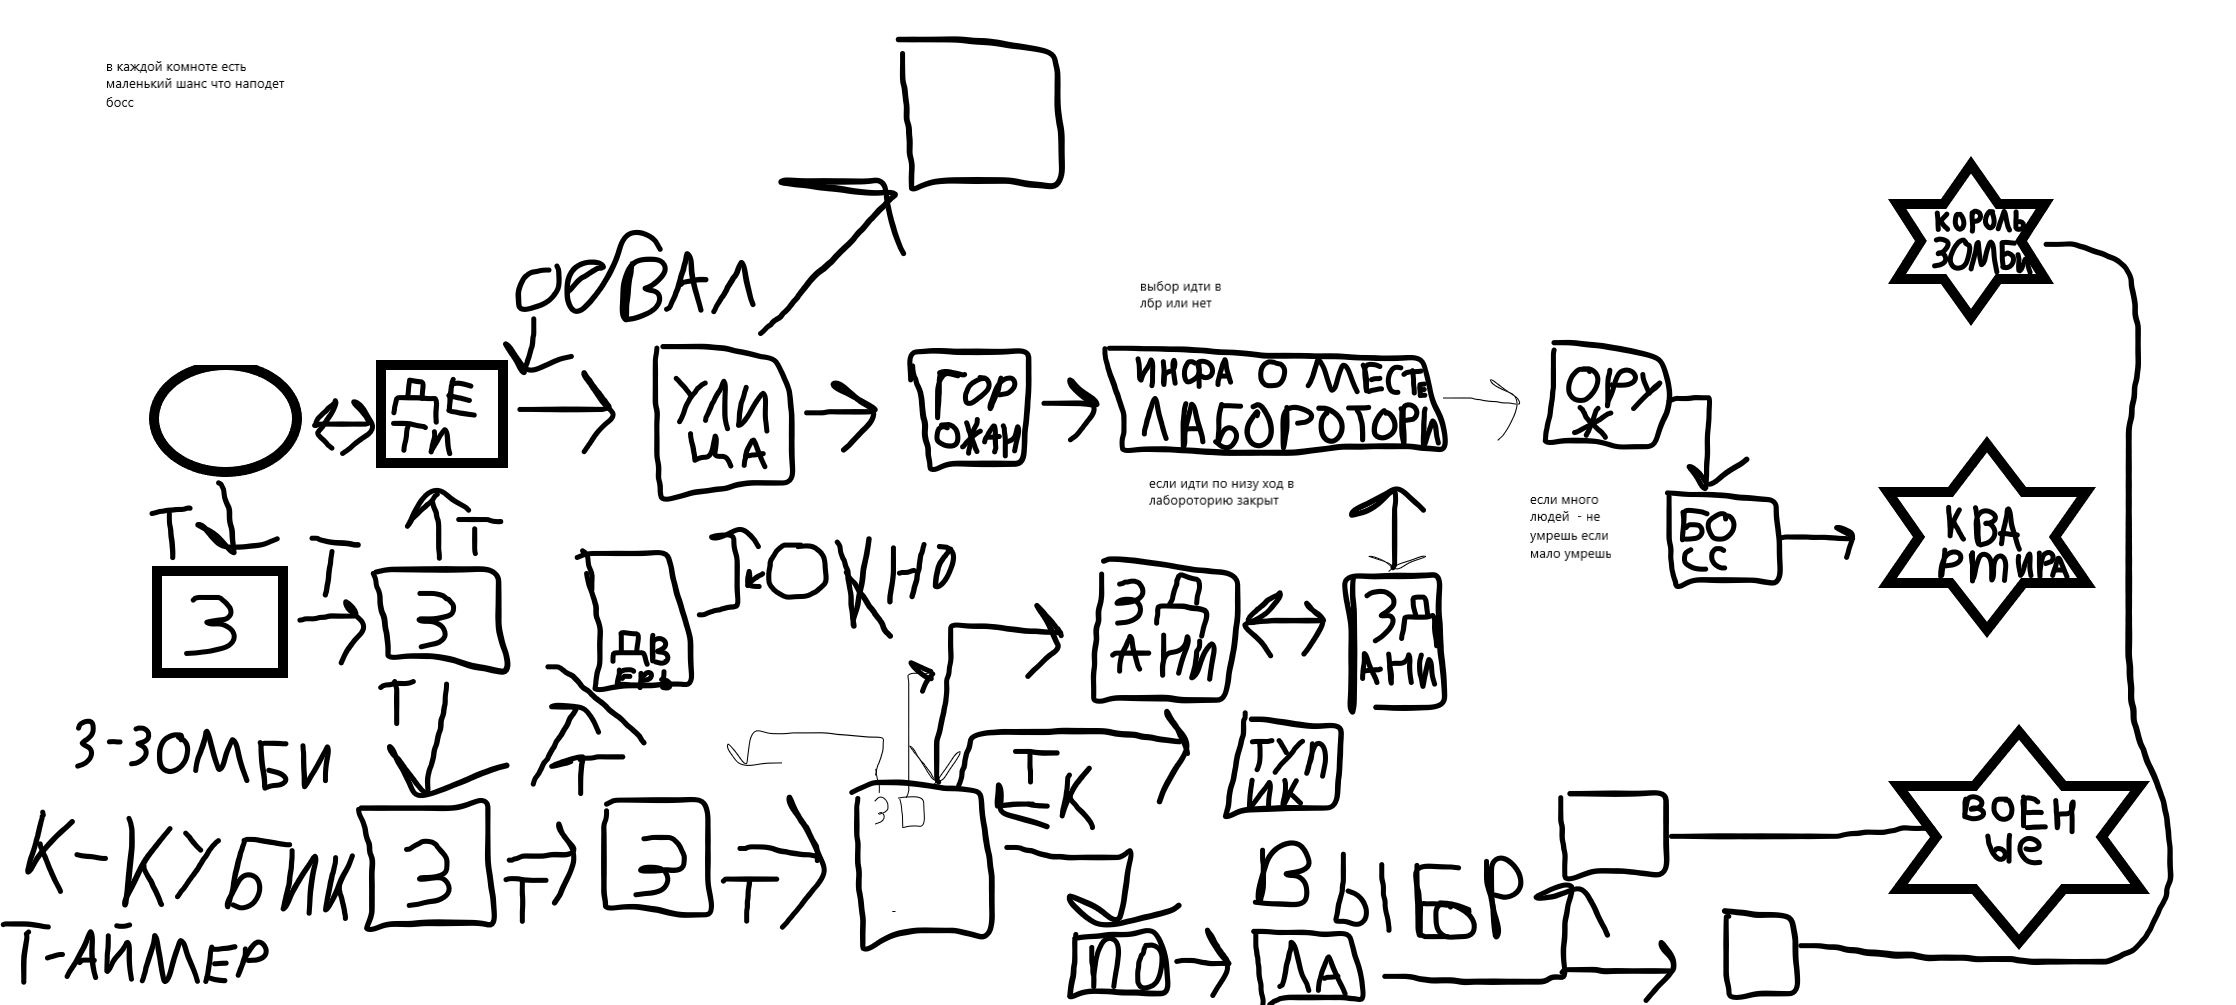 в каждой комноте есть
маленький шанс что наподет
босс
КОРОЛЬ
ЗОМБИ
ОБВАЛ
выбор идти в
лбр или нет
ДЕ
ТИ
УЛИ
ЦА
ГОР
ОЖАН
ИНФА О МЕСТЕ
ЛАБОРОТОРИ
ОРУ
Ж
если идти по низу ход в
лабороторию закрыт
если много
людей - не
умрешь если
мало умрешь
БО
СС
КВА
РТИРА
Т
Т
Т
З
З
ДВ
ЕРЬ
ОКНО
ЗД
АНИ
ЗД
АНИ
Т
Т
З-ЗОМБИ
К-КУБИК
Т-АЙМЕР
З
Т
З
Т
З
Т
К
ТУП
ИК
ВОЕН
ЫЕ
ВЫБР
ПО
ЛА